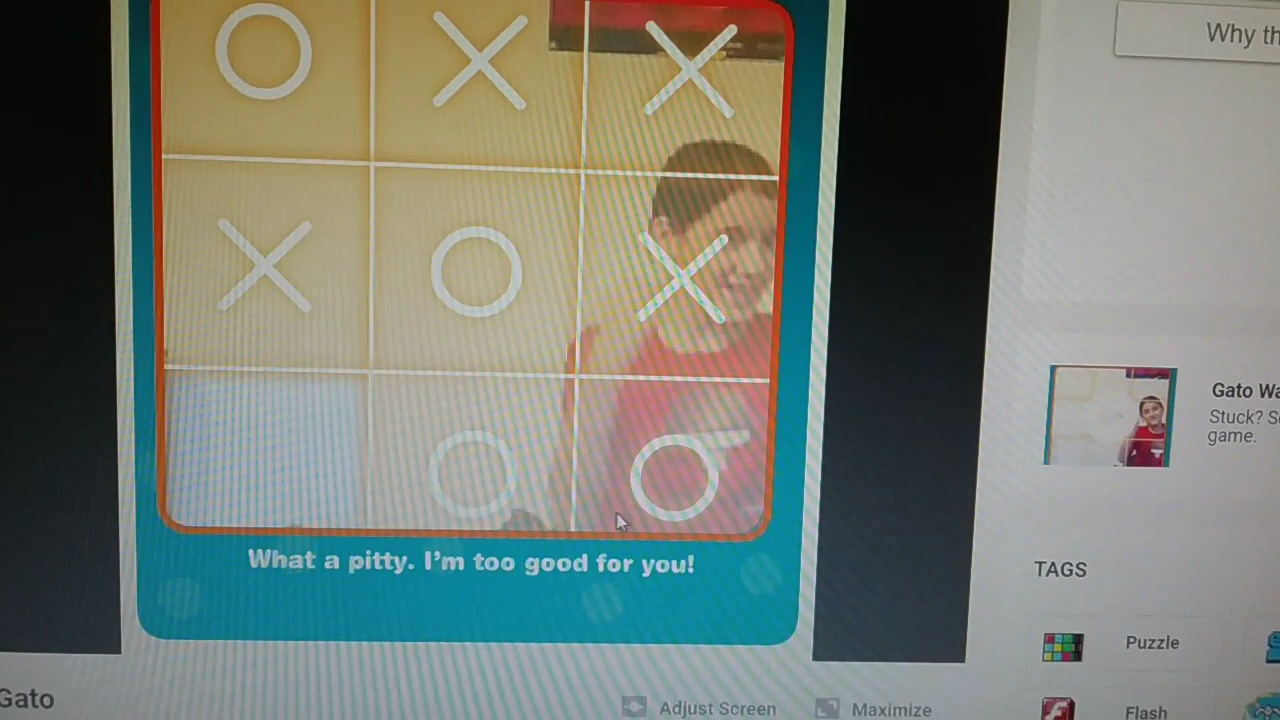 O X X
X O X
O O
What a pitty. I'm too good for you!
Why th
Gato Wa
Stuck? S
game.
TAGS
Puzzle
Flash
Gato
Adjust Screen
Maximize